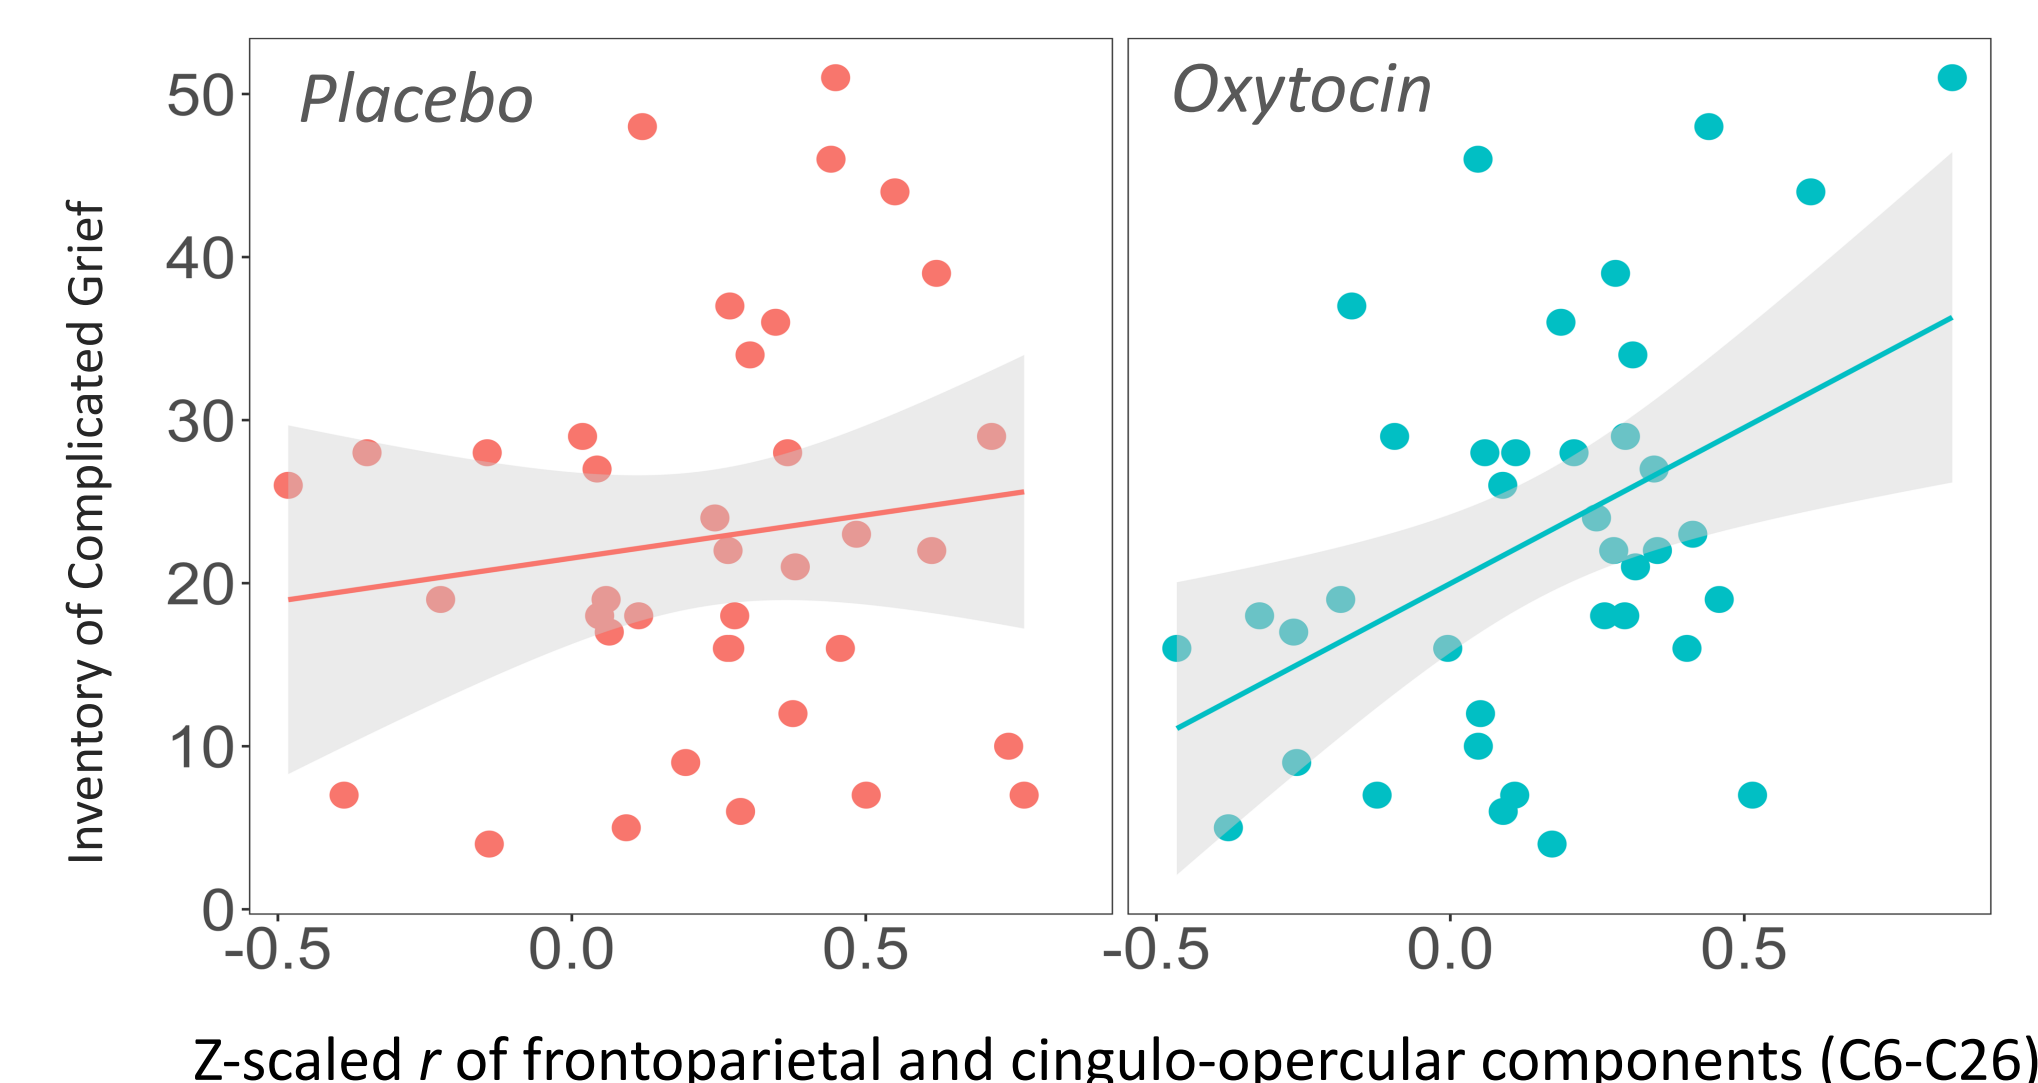 Placebo
Oxytocin
Inventory of Complicated Grief
50
40
30
20
10
0
-0.5 0.0 0.5
-0.5 0.0 0.5
Z-scaled r of frontoparietal and cingulo-opercular components (C6-C26)